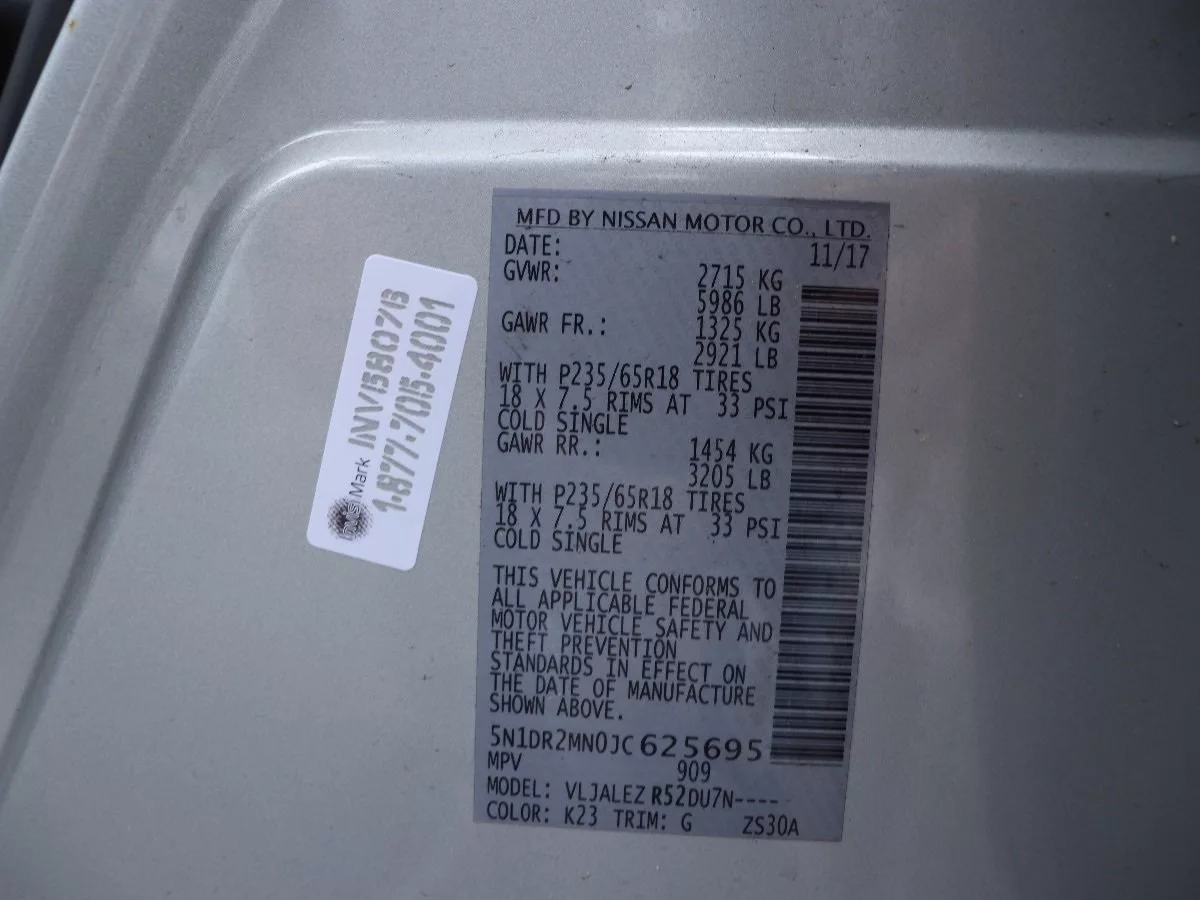 MFD BY NISSAN MOTOR CO., LTD.
DATE: 11/17
GVWR: 2715 KG
5986 LB
GAWR FR.: 1325 KG
2921 LB
WITH P235/65R18 TIRES
18 X 7.5 RIMS AT 33 PSI
COLD SINGLE
GAWR RR.: 1454 KG
3205 LB
WITH P235/65R18 TIRES
18 X 7.5 RIMS AT 33 PSI
COLD SINGLE
THIS VEHICLE CONFORMS TO
ALL APPLICABLE FEDERAL
MOTOR VEHICLE SAFETY AND
THEFT PREVENTION
STANDARDS IN EFFECT ON
THE DATE OF MANUFACTURE
SHOWN ABOVE.
5N1DR2MN0JC625695
MPV 909
MODEL: VLJALEZ R52DU7N----
COLOR: K23 TRIM: G ZS30A
Mark
1.877.705.4001